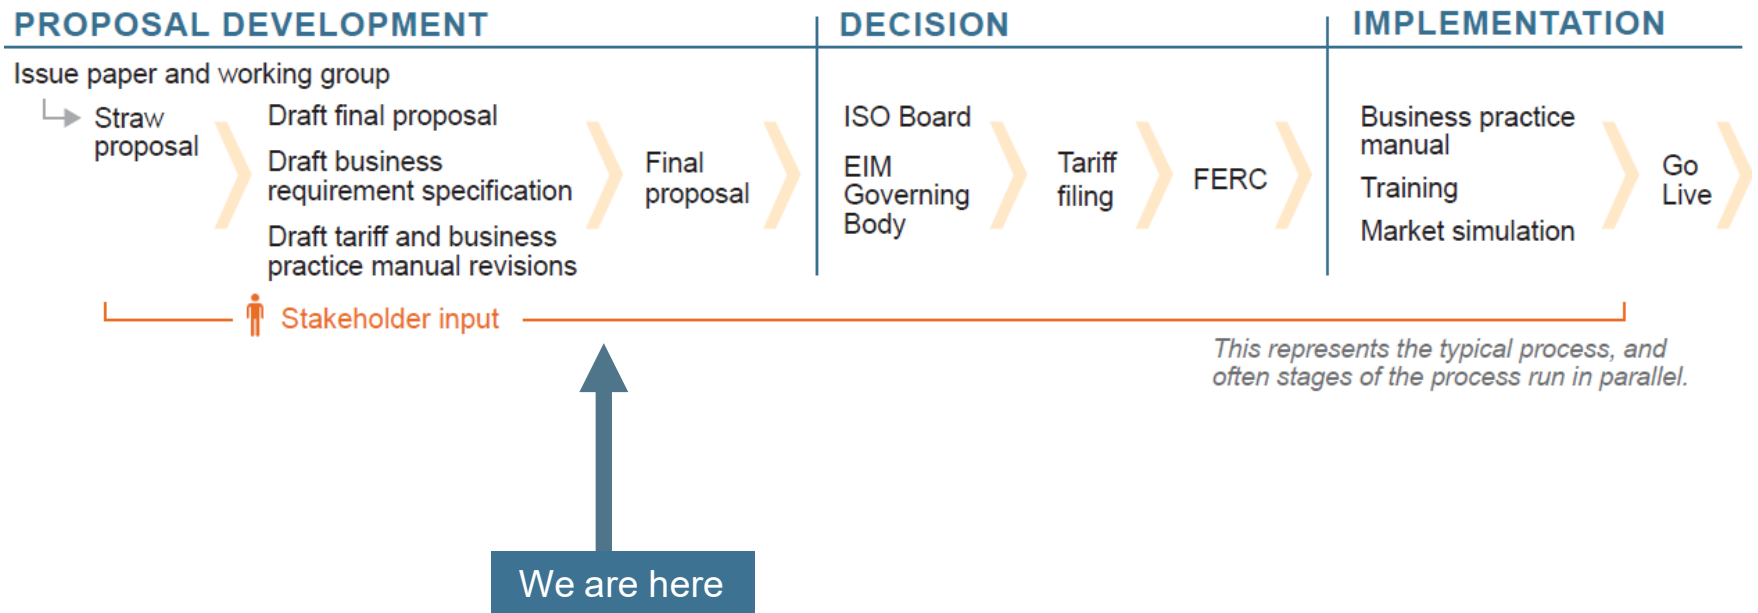 PROPOSAL DEVELOPMENT
Issue paper and working group
Straw
proposal
Draft final proposal
Draft business
requirement specification
Draft tariff and business
practice manual revisions
Final
proposal
DECISION
ISO Board
EIM
Governing
Body
Tariff
filing
FERC
IMPLEMENTATION
Business practice
manual
Training
Market simulation
Go
Live
Stakeholder input
This represents the typical process, and
often stages of the process run in parallel.
We are here